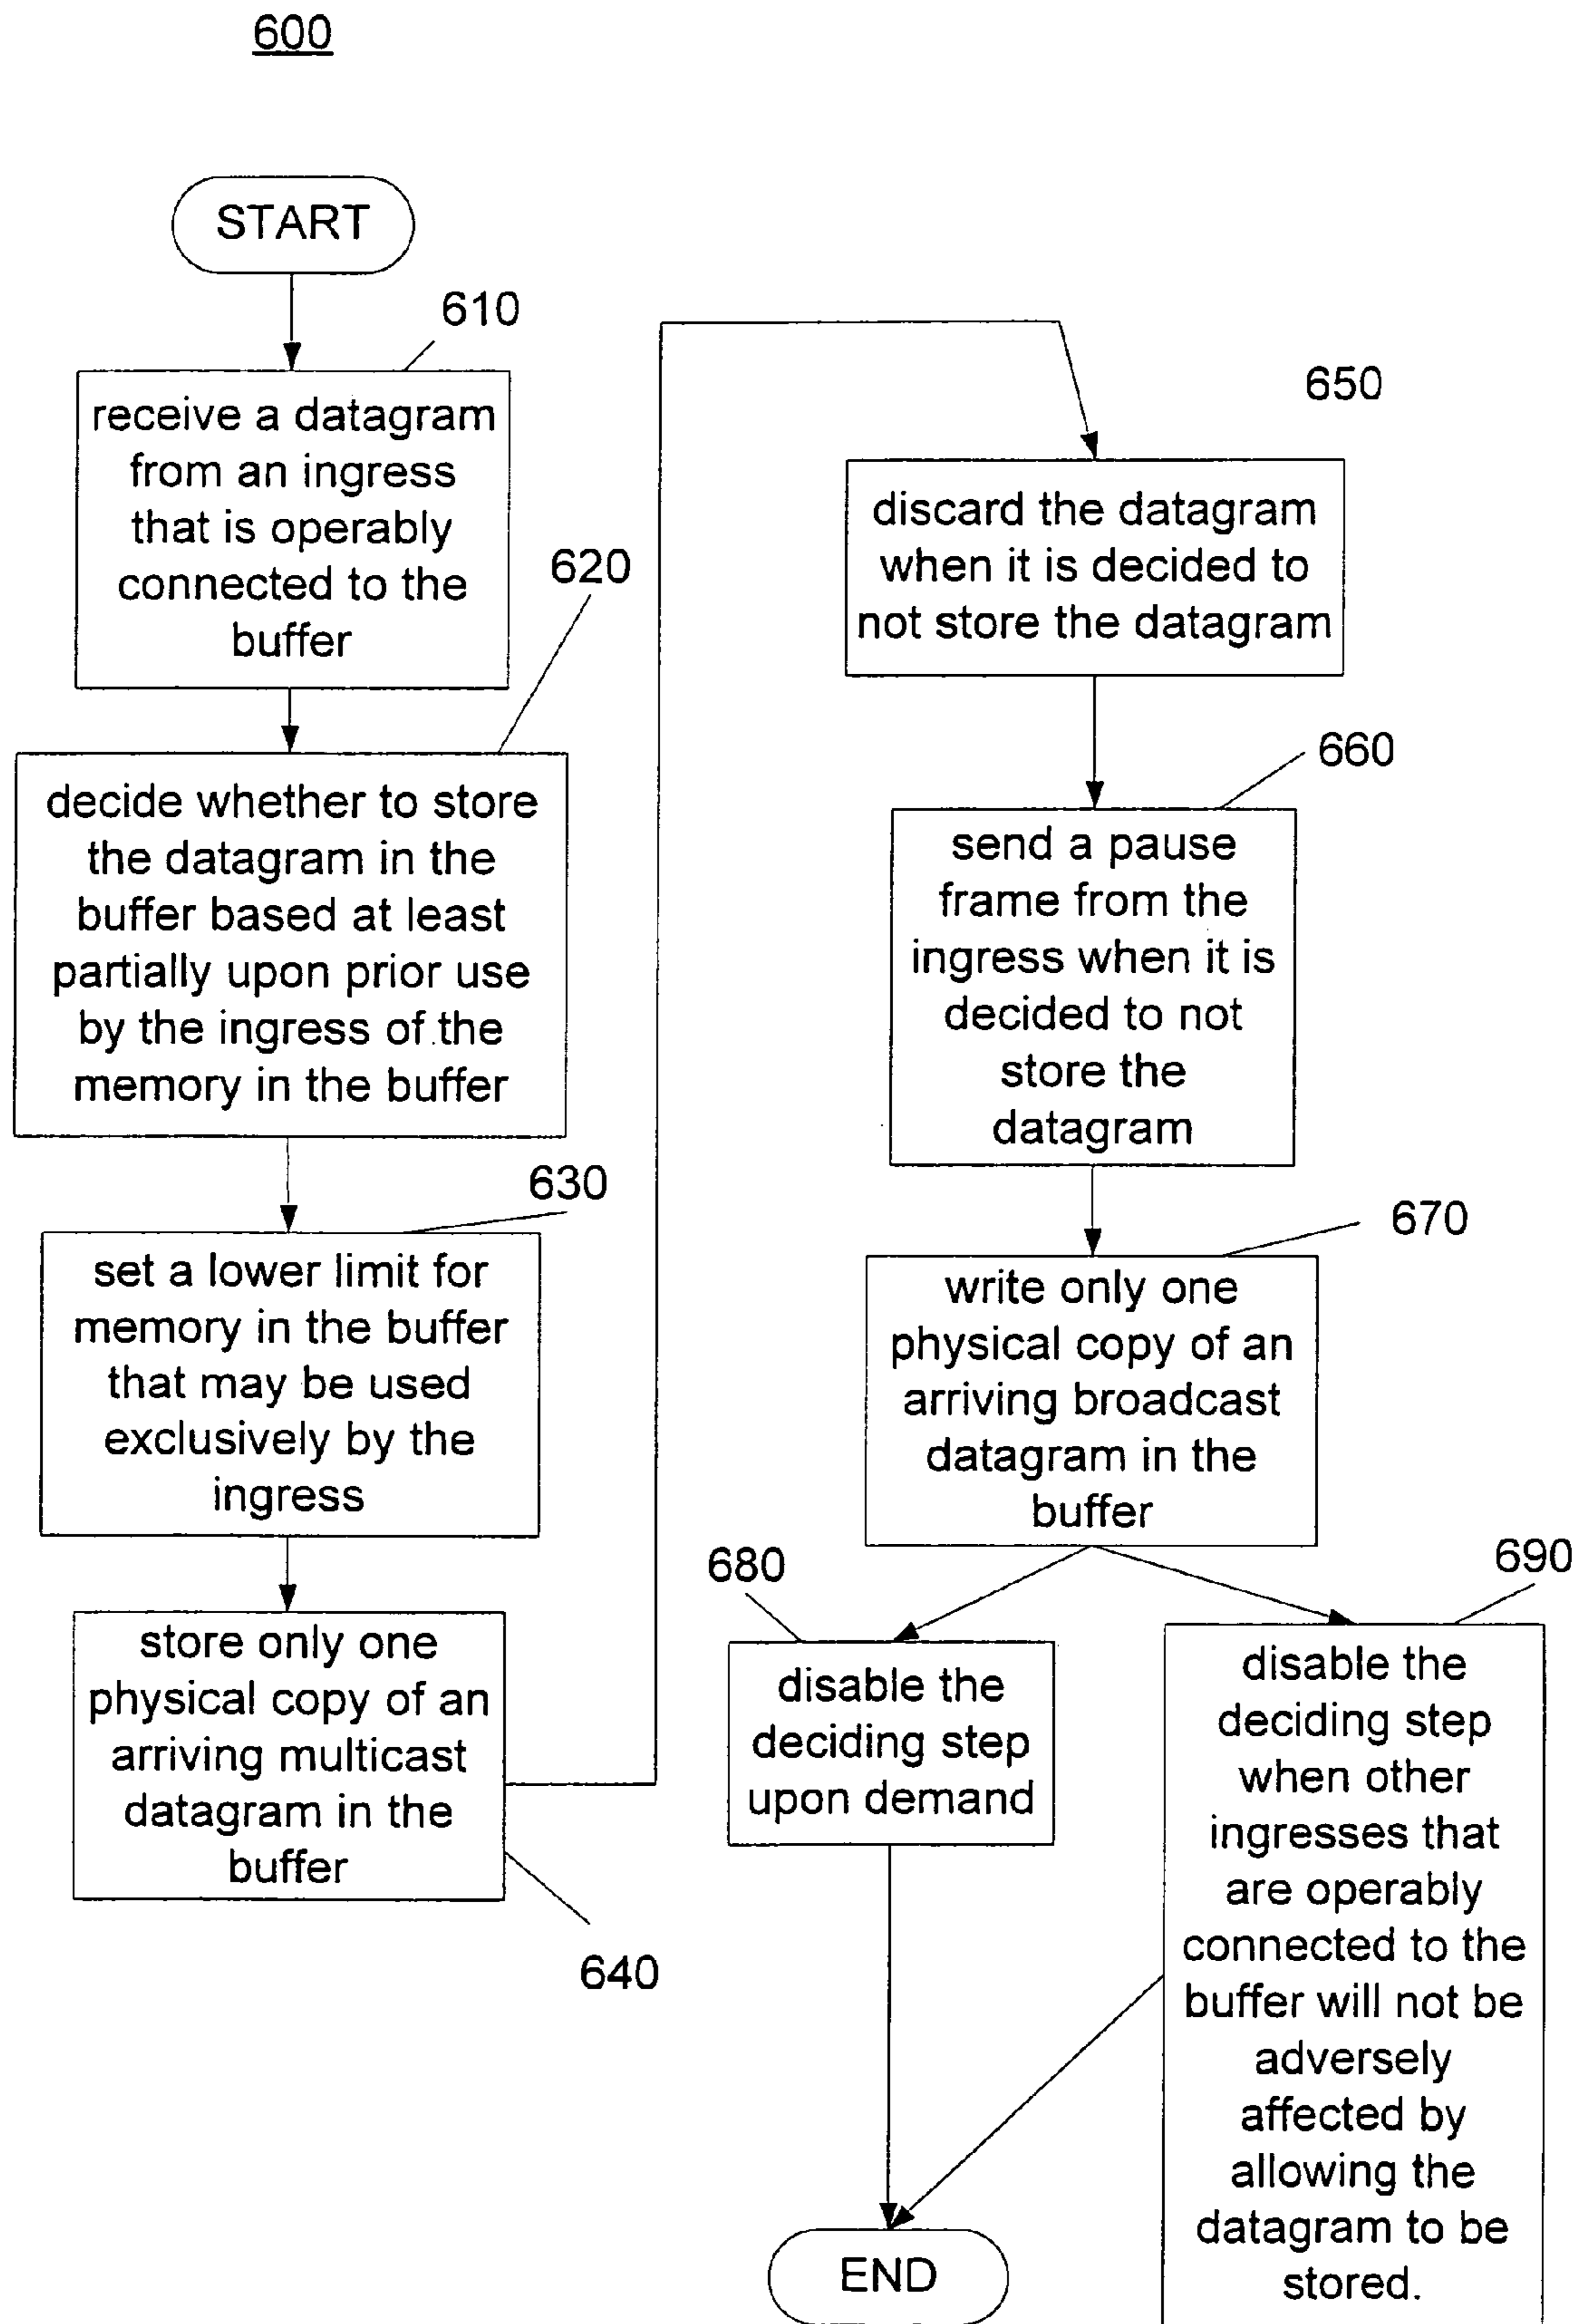 600
START
610
receive a datagram
from an ingress
that is operably
connected to the
buffer
620
decide whether to store
the datagram in the
buffer based at least
partially upon prior use
by the ingress of the
memory in the buffer
630
set a lower limit for
memory in the buffer
that may be used
exclusively by the
ingress
store only one
physical copy of an
arriving multicast
datagram in the
buffer
640
650
discard the datagram
when it is decided to
not store the datagram
660
send a pause
frame from the
ingress when it is
decided to not
store the
datagram
670
write only one
physical copy of an
arriving broadcast
datagram in the
buffer
680
disable the
deciding step
upon demand
690
disable the
deciding step
when other
ingresses that
are operably
connected to the
buffer will not be
adversely
affected by
allowing the
datagram to be
stored.
END